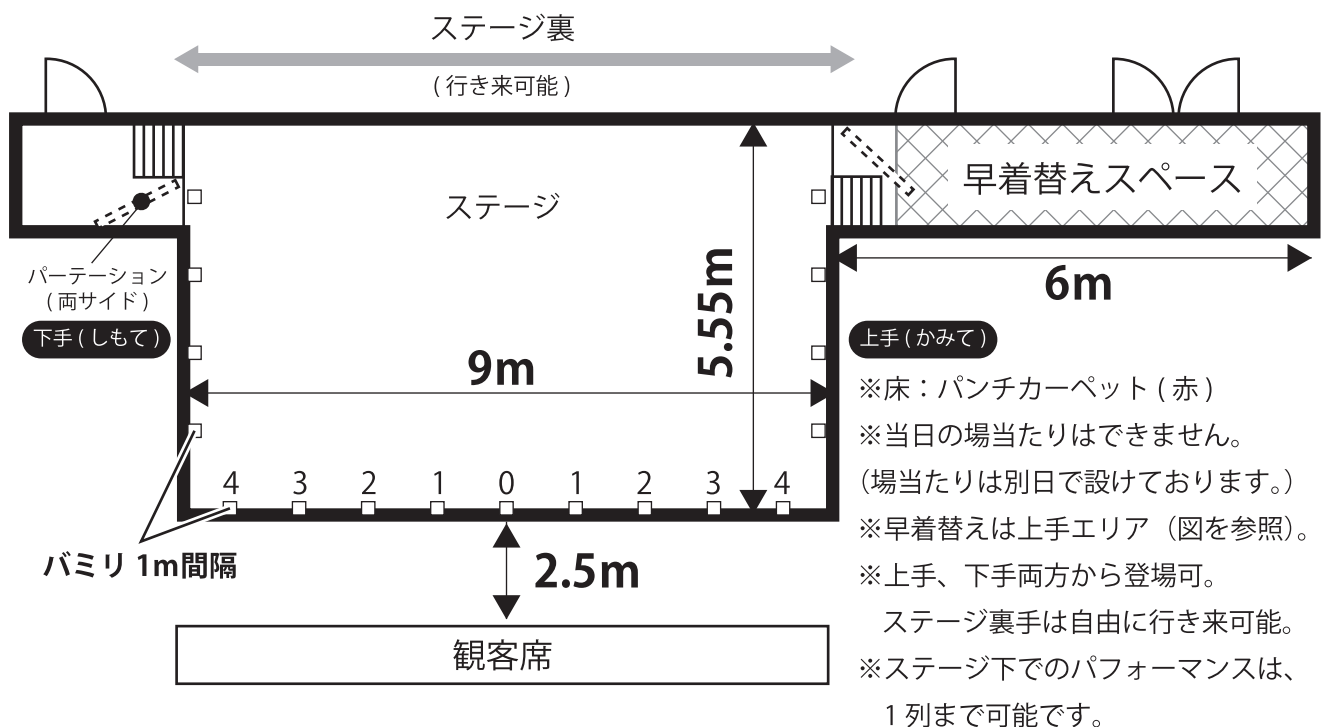 ステージ裏
( 行き来可能 )
ステージ
早着替えスペース
パーテーション
( 両サイド )
下手 ( しもて )
5.55m
6m
9m
上手 ( かみて )
4 3 2 1 0 1 2 3 4
バミリ 1m間隔
2.5m
観客席
※床：パンチカーペット ( 赤 )
※当日の場当たりはできません。
（場当たりは別日で設けております。）
※早着替えは上手エリア（図を参照）。
※上手、下手両方から登場可。
ステージ裏手は自由に行き来可能。
※ステージ下でのパフォーマンスは、
1 列まで可能です。